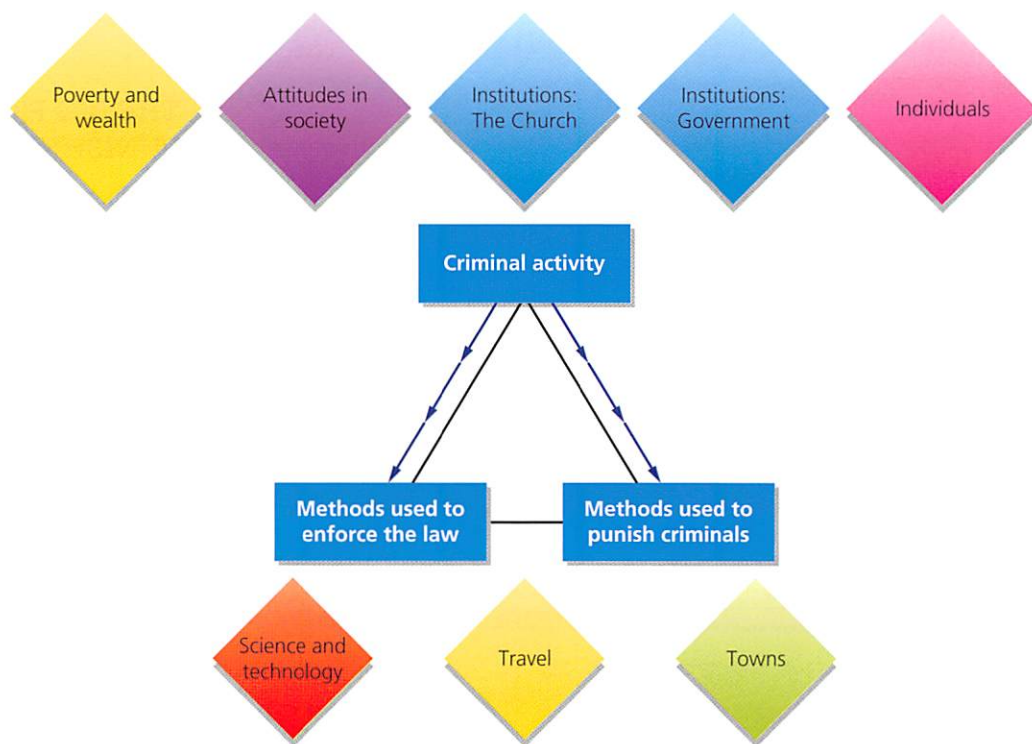 Poverty and
wealth
Attitudes in
society
Institutions:
The Church
Institutions:
Government
Individuals
Criminal activity
Methods used to
enforce the law
Methods used to
punish criminals
Science and
technology
Travel
Towns